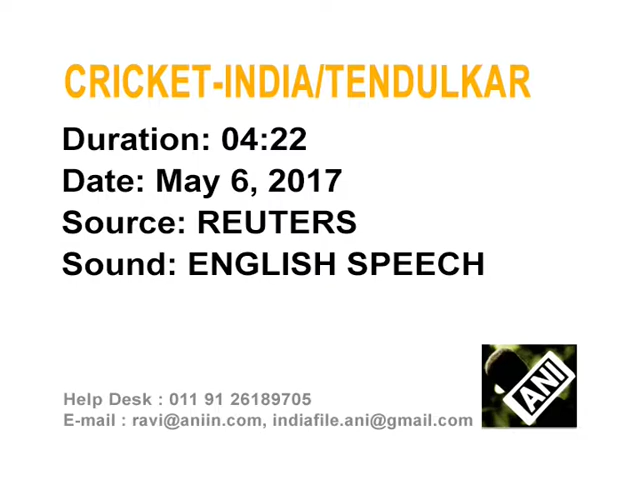 CRICKET-INDIA/TENDULKAR
Duration: 04:22
Date: May 6, 2017
Source: REUTERS
Sound: ENGLISH SPEECH
Help Desk : 011 91 26189705
E-mail : ravi@aniin.com, indiafile.ani@gmail.com
ANI